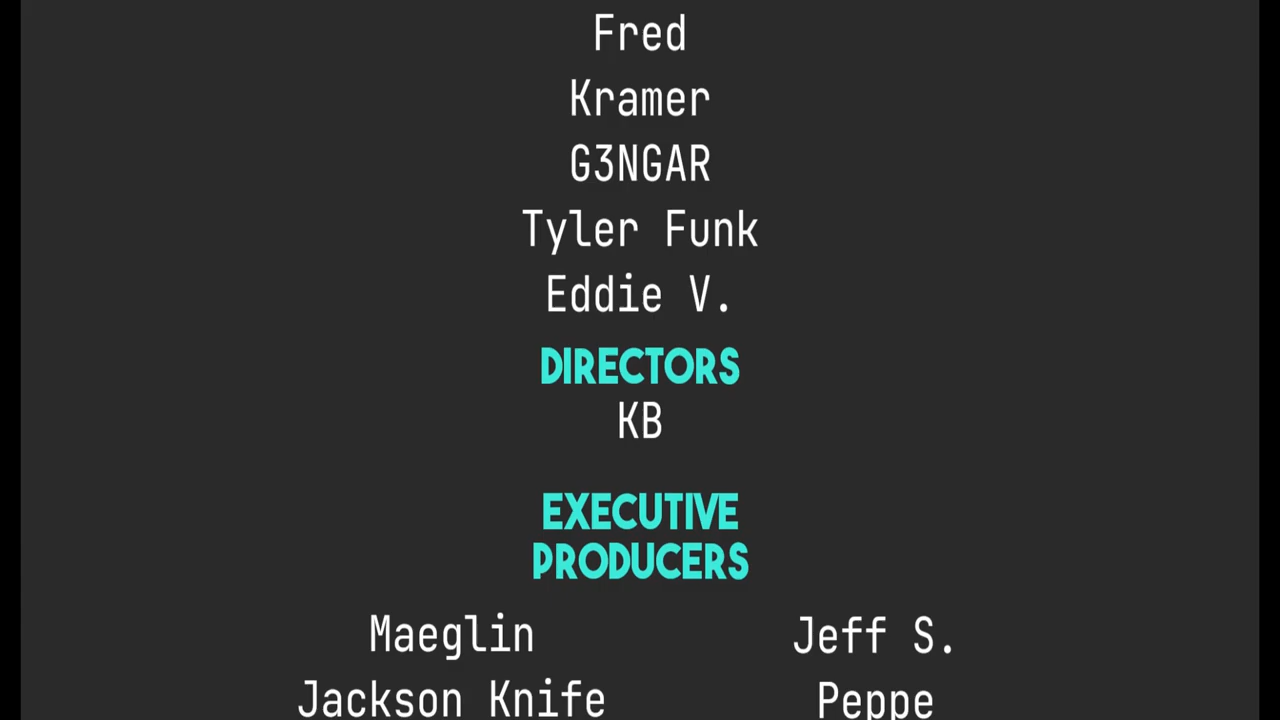 Fred
Kramer
G3NGAR
Tyler Funk
Eddie V.
DIRECTORS
KB
EXECUTIVE
PRODUCERS
Maeglin Jeff S.
Jackson Knife Peppe